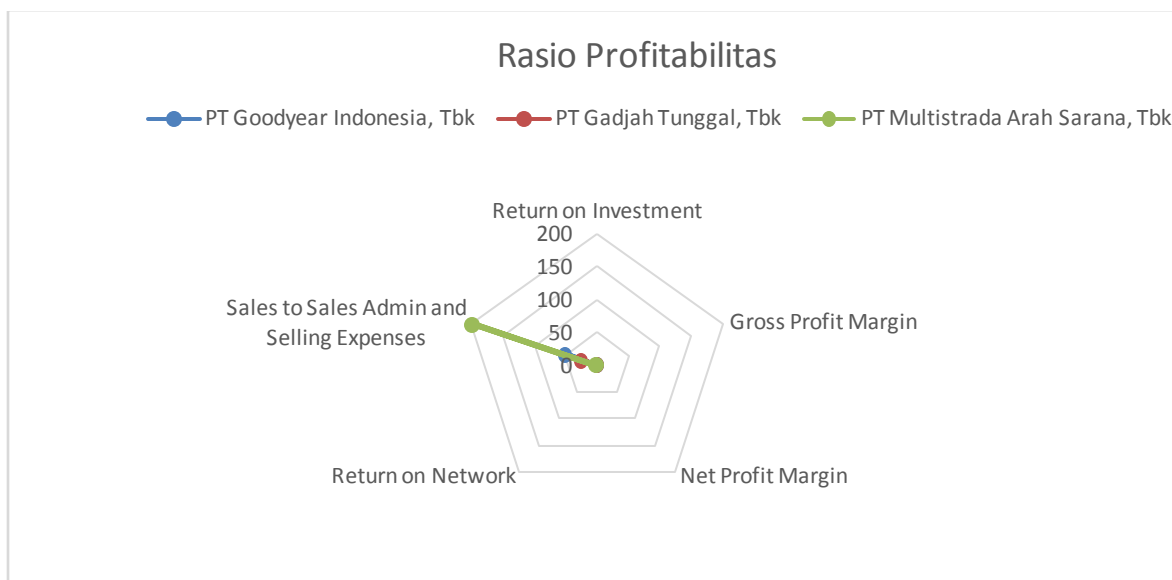 Rasio Profitabilitas
PT Goodyear Indonesia, Tbk PT Gadjah Tunggal, Tbk PT Multistrada Arah Sarana, Tbk
Return on Investment
200
150
100
50
0
Sales to Sales Admin and
Selling Expenses
Gross Profit Margin
Return on Network
Net Profit Margin